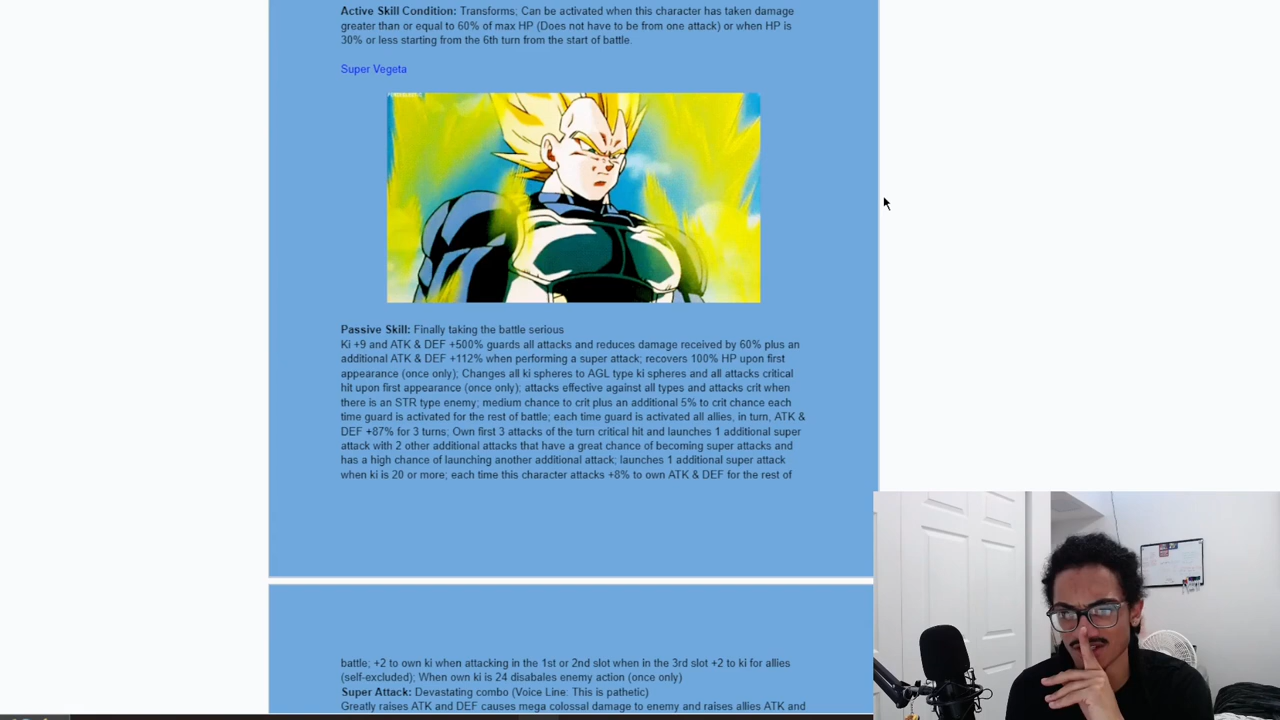 Active Skill Condition: Transforms; Can be activated when this character has taken damage
greater than or equal to 60% of max HP (Does not have to be from one attack) or when HP is
30% or less starting from the 6th turn from the start of battle.
Super Vegeta
Passive Skill: Finally taking the battle serious
Ki +9 and ATK & DEF +500% guards all attacks and reduces damage received by 60% plus an
additional ATK & DEF +112% when performing a super attack; recovers 100% HP upon first
appearance (once only); Changes all ki spheres to AGL type ki spheres and all attacks critical
hit upon first appearance (once only); attacks effective against all types and attacks crit when
there is an STR type enemy; medium chance to crit plus an additional 5% to crit chance each
time guard is activated for the rest of battle; each time guard is activated all allies, in turn, ATK &
DEF +87% for 3 turns; Own first 3 attacks of the turn critical hit and launches 1 additional super
attack with 2 other additional attacks that have a great chance of becoming super attacks and
has a high chance of launching another additional attack; launches 1 additional super attack
when ki is 20 or more; each time this character attacks +8% to own ATK & DEF for the rest of
battle; +2 to own ki when attacking in the 1st or 2nd slot when in the 3rd slot +2 to ki for allies
(self-excluded); When own ki is 24 disabales enemy action (once only)
Super Attack: Devastating combo (Voice Line: This is pathetic)
Greatly raises ATK and DEF causes mega colossal damage to enemy and raises allies ATK and